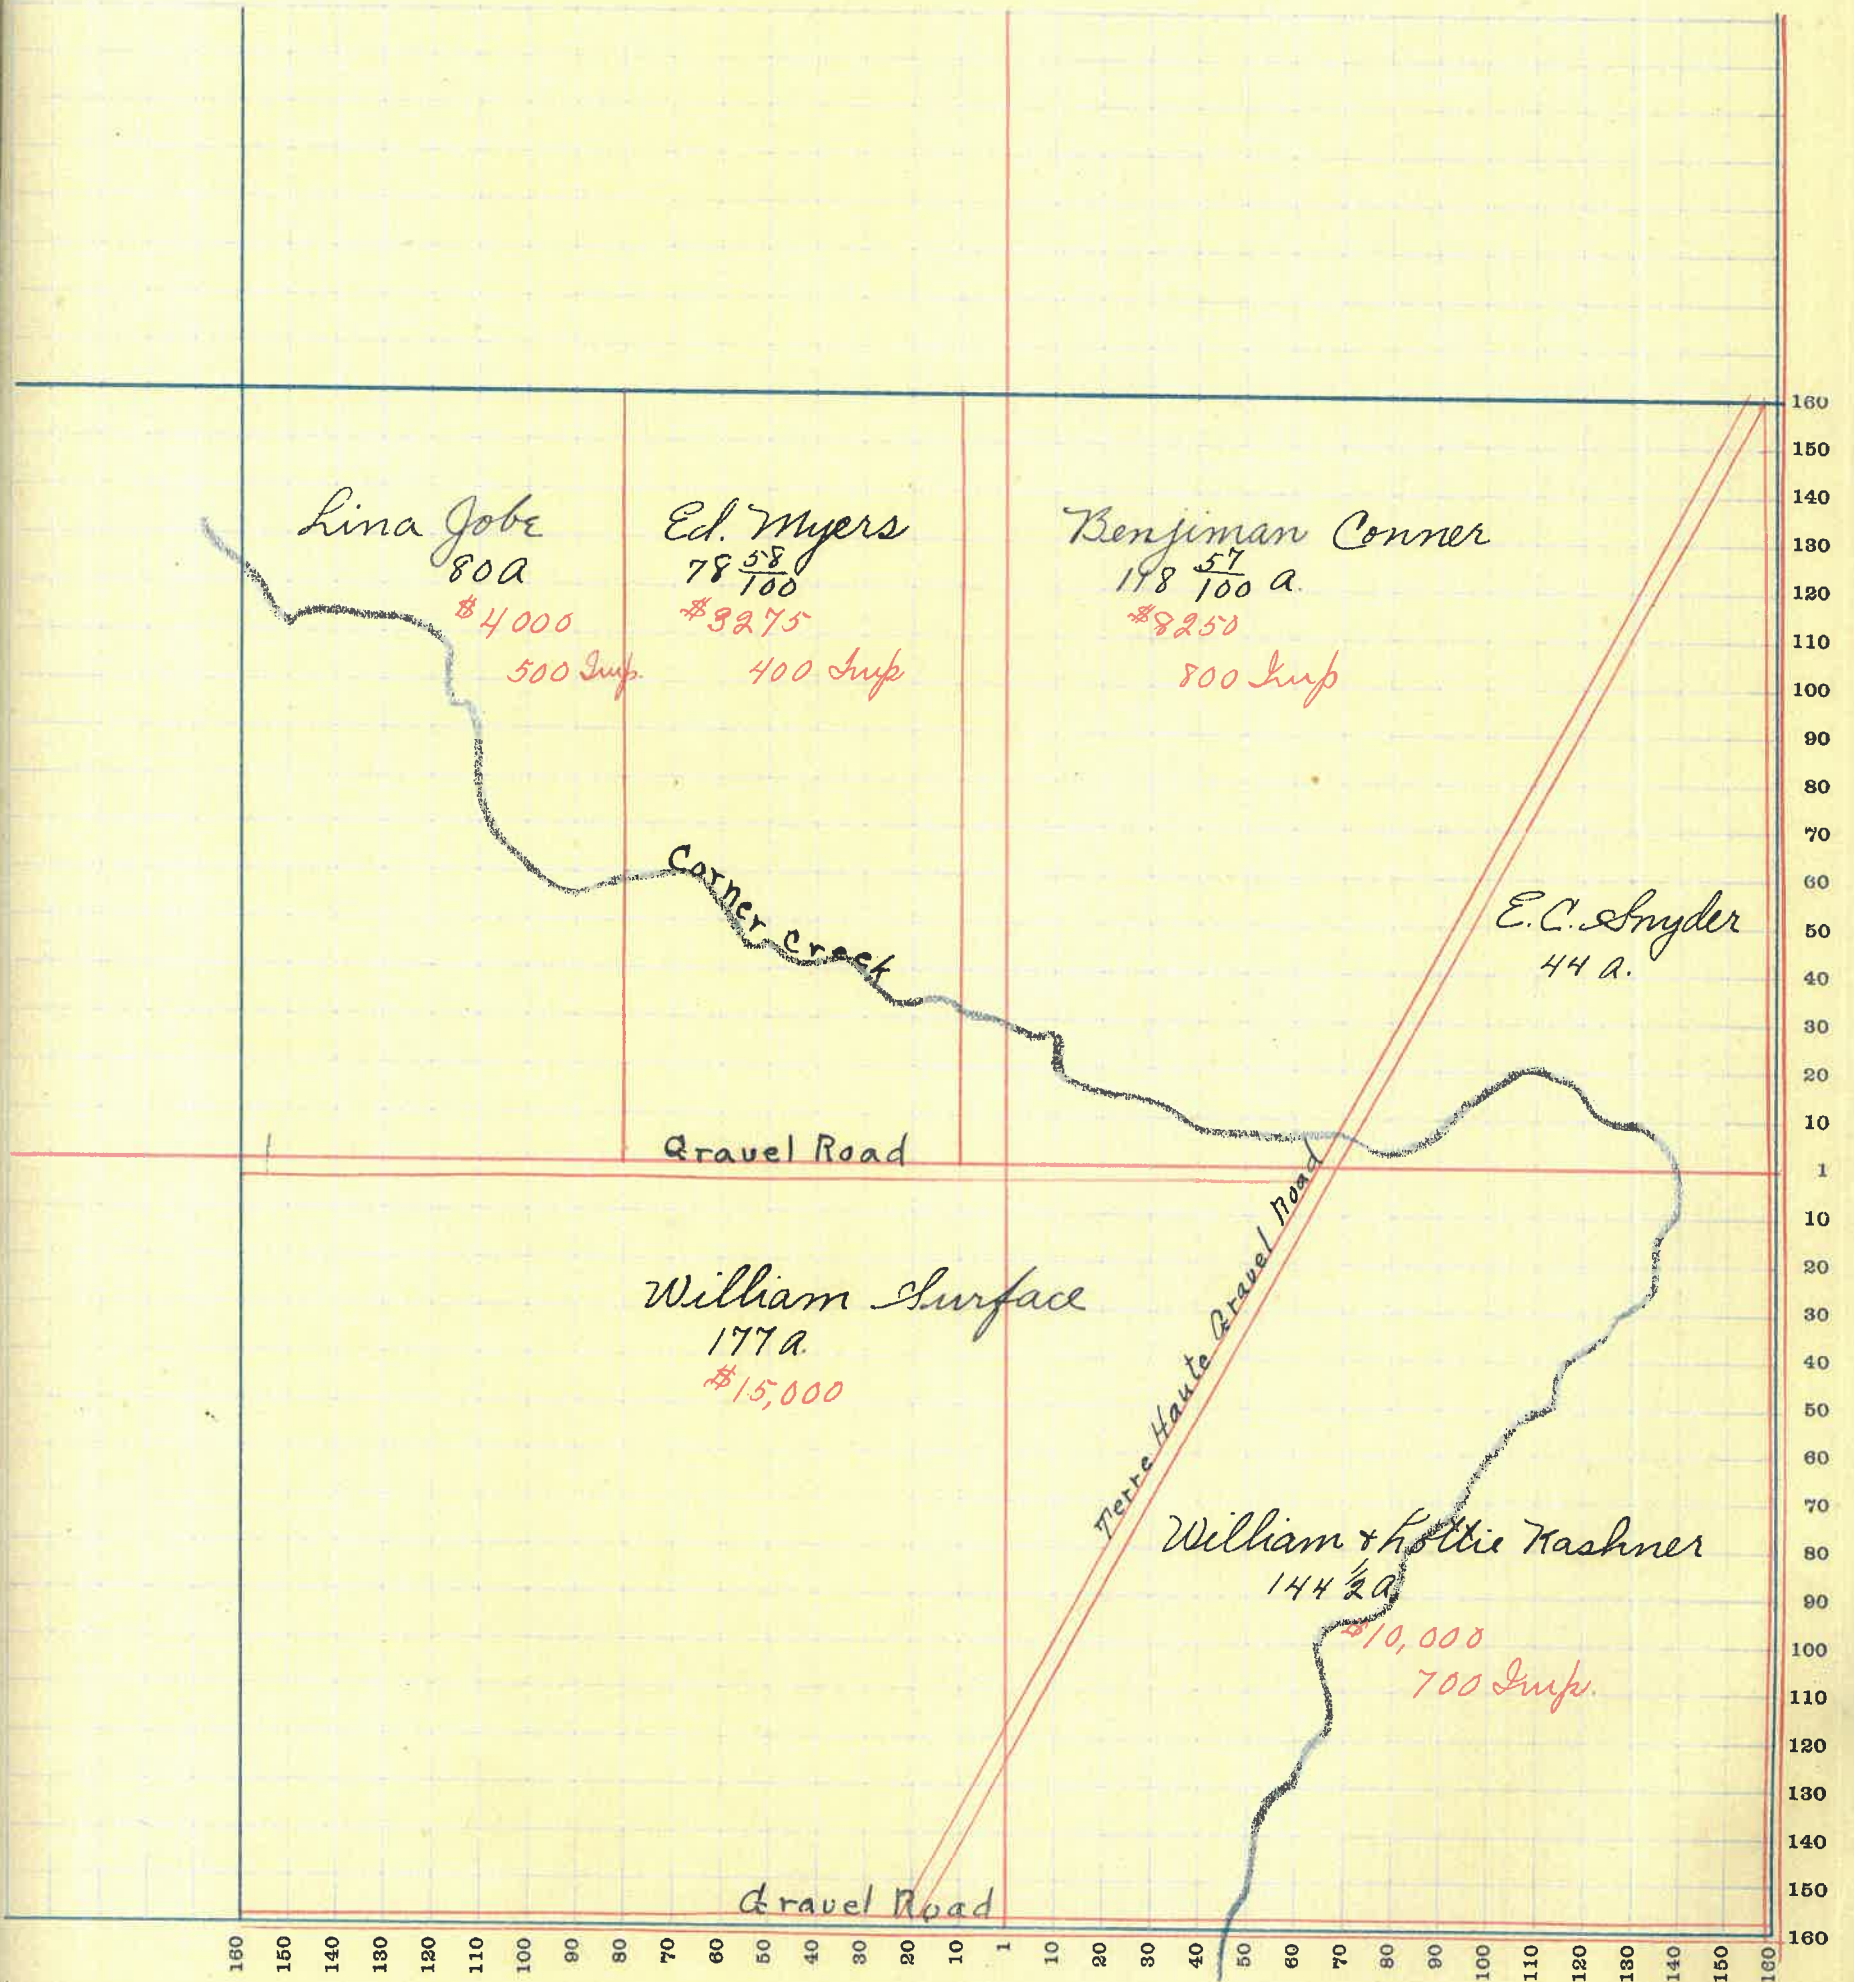 Lina Jobe
80 a
$4000
500 Imp.
Ed. Myers
78 58/100
$3275
400 Imp
Benjiman Conner
118 57/100 a.
$8250
800 Imp
E.C. Snyder
44 a.
Corner Creek
Gravel Road
William Surface
177 a.
$15,000
Terre Haute Gravel Road
William & Lottie Kashner
144 1/2 a
$10,000
700 Imp.
Gravel Road
160
150
140
130
120
110
100
90
80
70
60
50
40
30
20
10
1
10
20
30
40
50
60
70
80
90
100
110
120
130
140
150
160
160 150 140 130 120 110 100 90 80 70 60 50 40 30 20 10 1 10 20 30 40 50 60 70 80 90 100 110 120 130 140 150 160